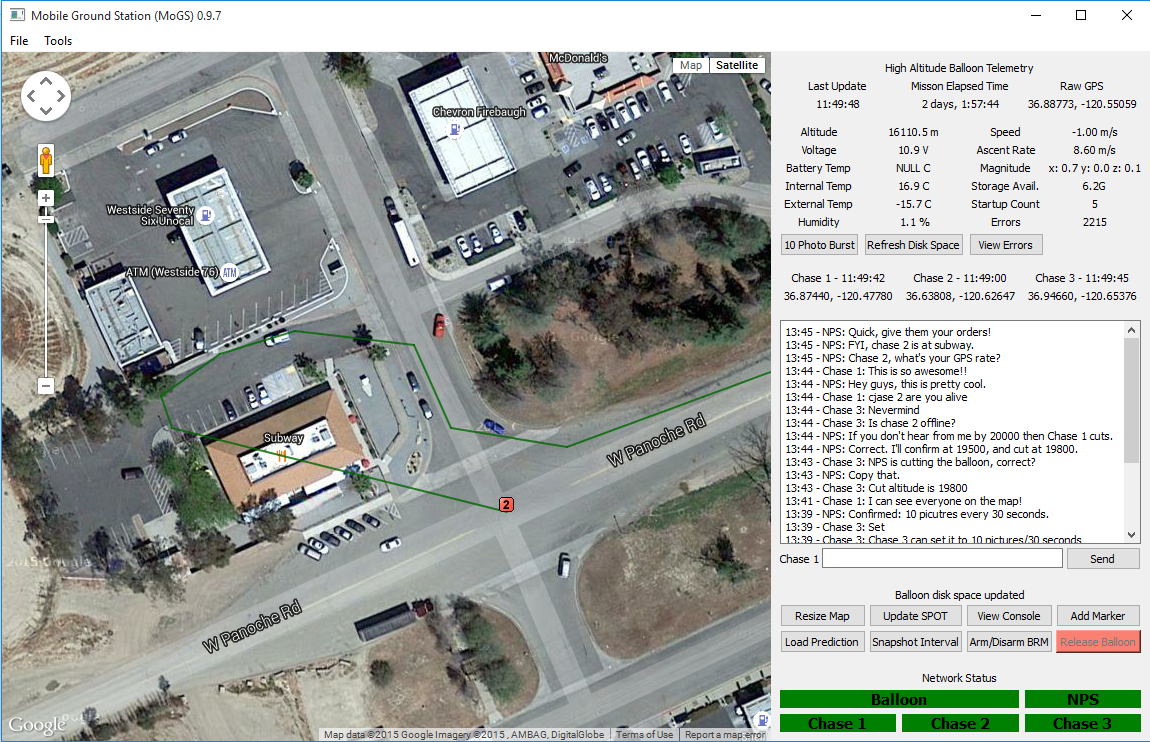 Mobile Ground Station (MoGS) 0.9.7
File Tools
McDonald's
Map Satellite
Chevron Firebaugh
Westside Seventy
Six Unocal
ATM (Westside 76) ATM
Subway
W Panoche Rd
2
W Panoche Rd
Google
Map data ©2015 Google Imagery ©2015 , AMBAG, DigitalGlobe Terms of Use Report a map error
High Altitude Balloon Telemetry
Last Update Misson Elapsed Time Raw GPS
11:49:48 2 days, 1:57:44 36.88773, -120.55059
Altitude 16110.5 m Speed -1.00 m/s
Voltage 10.9 V Ascent Rate 8.60 m/s
Battery Temp NULL C Magnitude x: 0.7 y: 0.0 z: 0.1
Internal Temp 16.9 C Storage Avail. 6.2G
External Temp -15.7 C Startup Count 5
Humidity 1.1 % Errors 2215
10 Photo Burst Refresh Disk Space View Errors
Chase 1 - 11:49:42 Chase 2 - 11:49:00 Chase 3 - 11:49:45
36.87440, -120.47780 36.63808, -120.62647 36.94660, -120.65376
13:45 - NPS: Quick, give them your orders!
13:45 - NPS: FYI, chase 2 is at subway.
13:45 - NPS: Chase 2, what's your GPS rate?
13:44 - Chase 1: This is so awesome!!
13:44 - NPS: Hey guys, this is pretty cool.
13:44 - Chase 1: cjase 2 are you alive
13:44 - Chase 3: Nevermind
13:44 - Chase 3: Is chase 2 offline?
13:44 - NPS: If you don't hear from me by 20000 then Chase 1 cuts.
13:44 - NPS: Correct. I'll confirm at 19500, and cut at 19800.
13:43 - Chase 3: NPS is cutting the balloon, correct?
13:43 - NPS: Copy that.
13:43 - Chase 3: Cut altitude is 19800
13:41 - Chase 1: I can see everyone on the map!
13:39 - NPS: Confirmed: 10 picutres every 30 seconds.
13:39 - Chase 3: Set
13:39 - Chase 3: Chase 3 can set it to 10 pictures/30 seconds
Chase 1 Send
Balloon disk space updated
Resize Map Update SPOT View Console Add Marker
Load Prediction Snapshot Interval Arm/Disarm BRM Release Balloon
Network Status
Balloon NPS
Chase 1 Chase 2 Chase 3